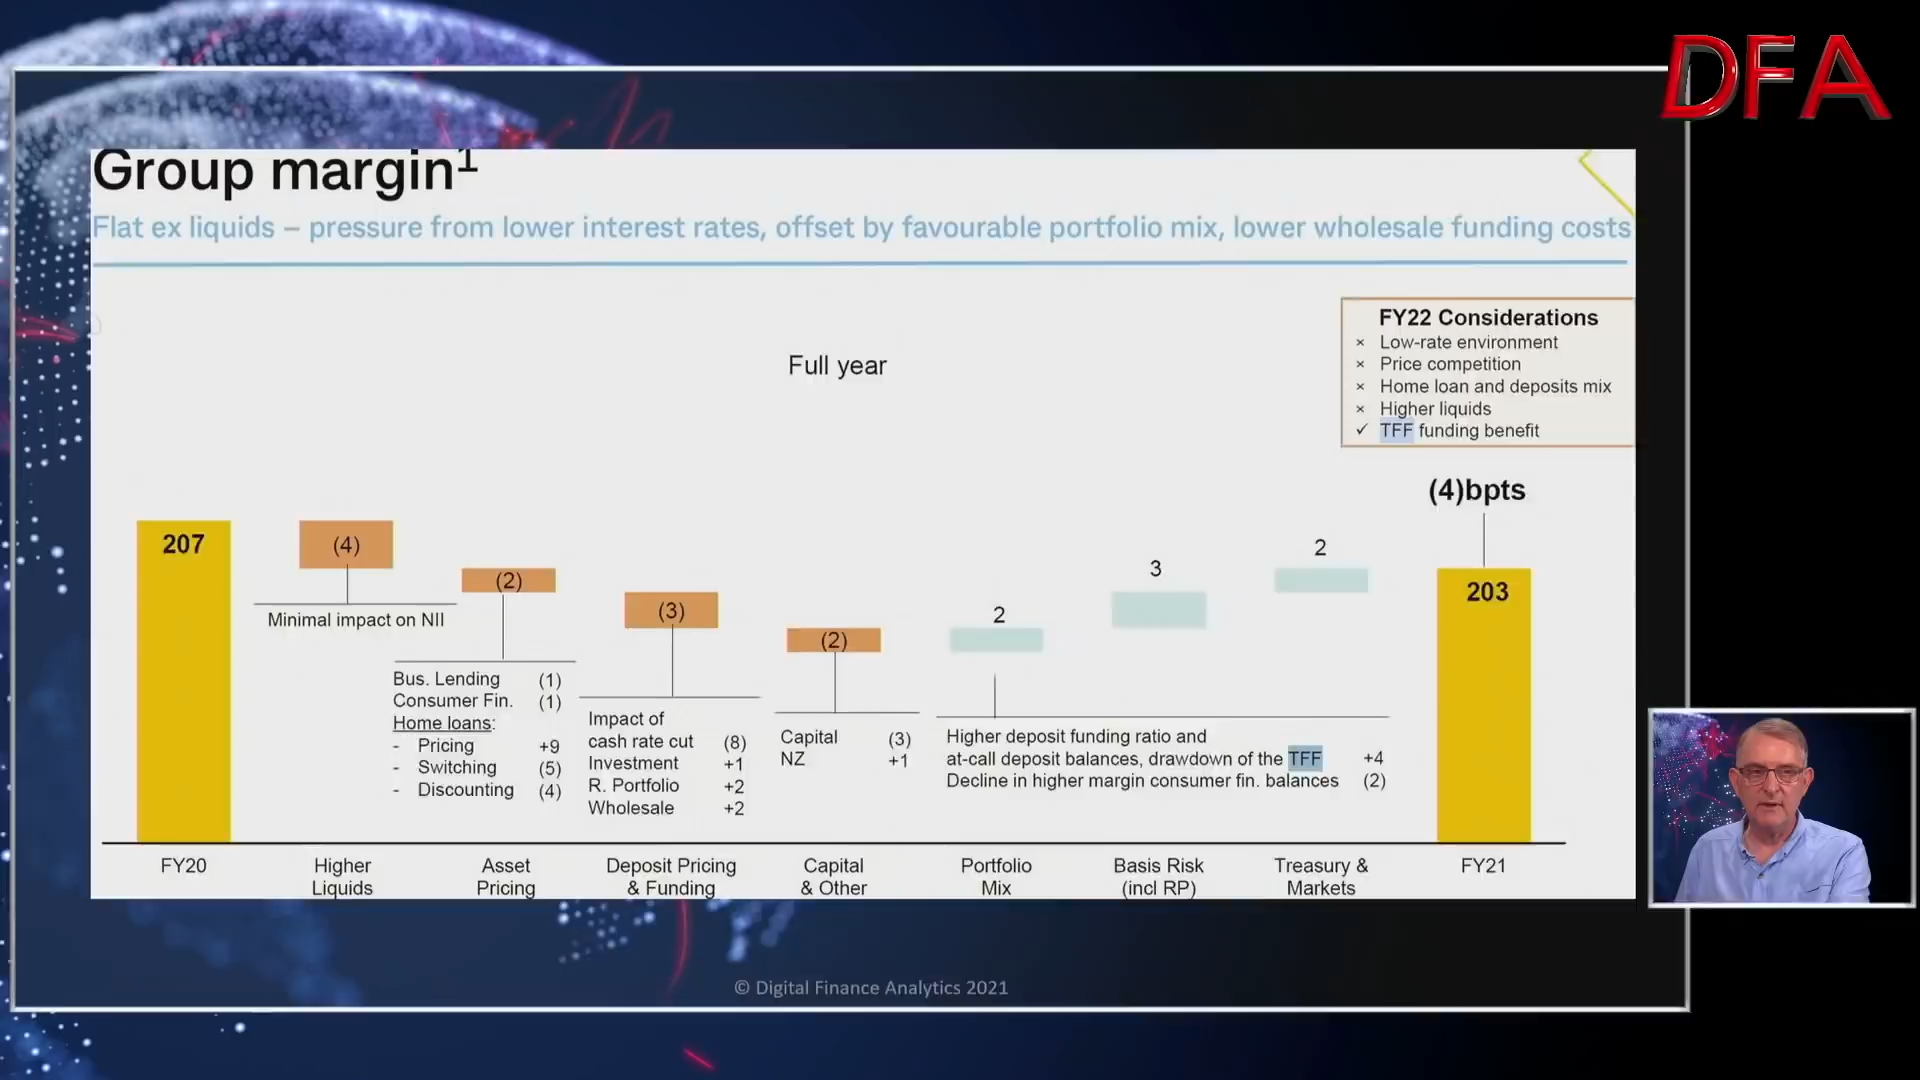 DFA
Group margin¹
Flat ex liquids – pressure from lower interest rates, offset by favourable portfolio mix, lower wholesale funding costs
FY22 Considerations
× Low-rate environment
× Price competition
× Home loan and deposits mix
× Higher liquids
✓ TFF funding benefit
Full year
(4)bpts
207
(4)
(2)
(3)
(2)
2
3
2
203
Minimal impact on NII
Bus. Lending (1)
Consumer Fin. (1)
Home loans:
- Pricing +9
- Switching (5)
- Discounting (4)
Impact of
cash rate cut (8)
Investment +1
R. Portfolio +2
Wholesale +2
Capital (3)
NZ +1
Higher deposit funding ratio and
at-call deposit balances, drawdown of the TFF +4
Decline in higher margin consumer fin. balances (2)
FY20
Higher
Liquids
Asset
Pricing
Deposit Pricing
& Funding
Capital
& Other
Portfolio
Mix
Basis Risk
(incl RP)
Treasury &
Markets
FY21
© Digital Finance Analytics 2021